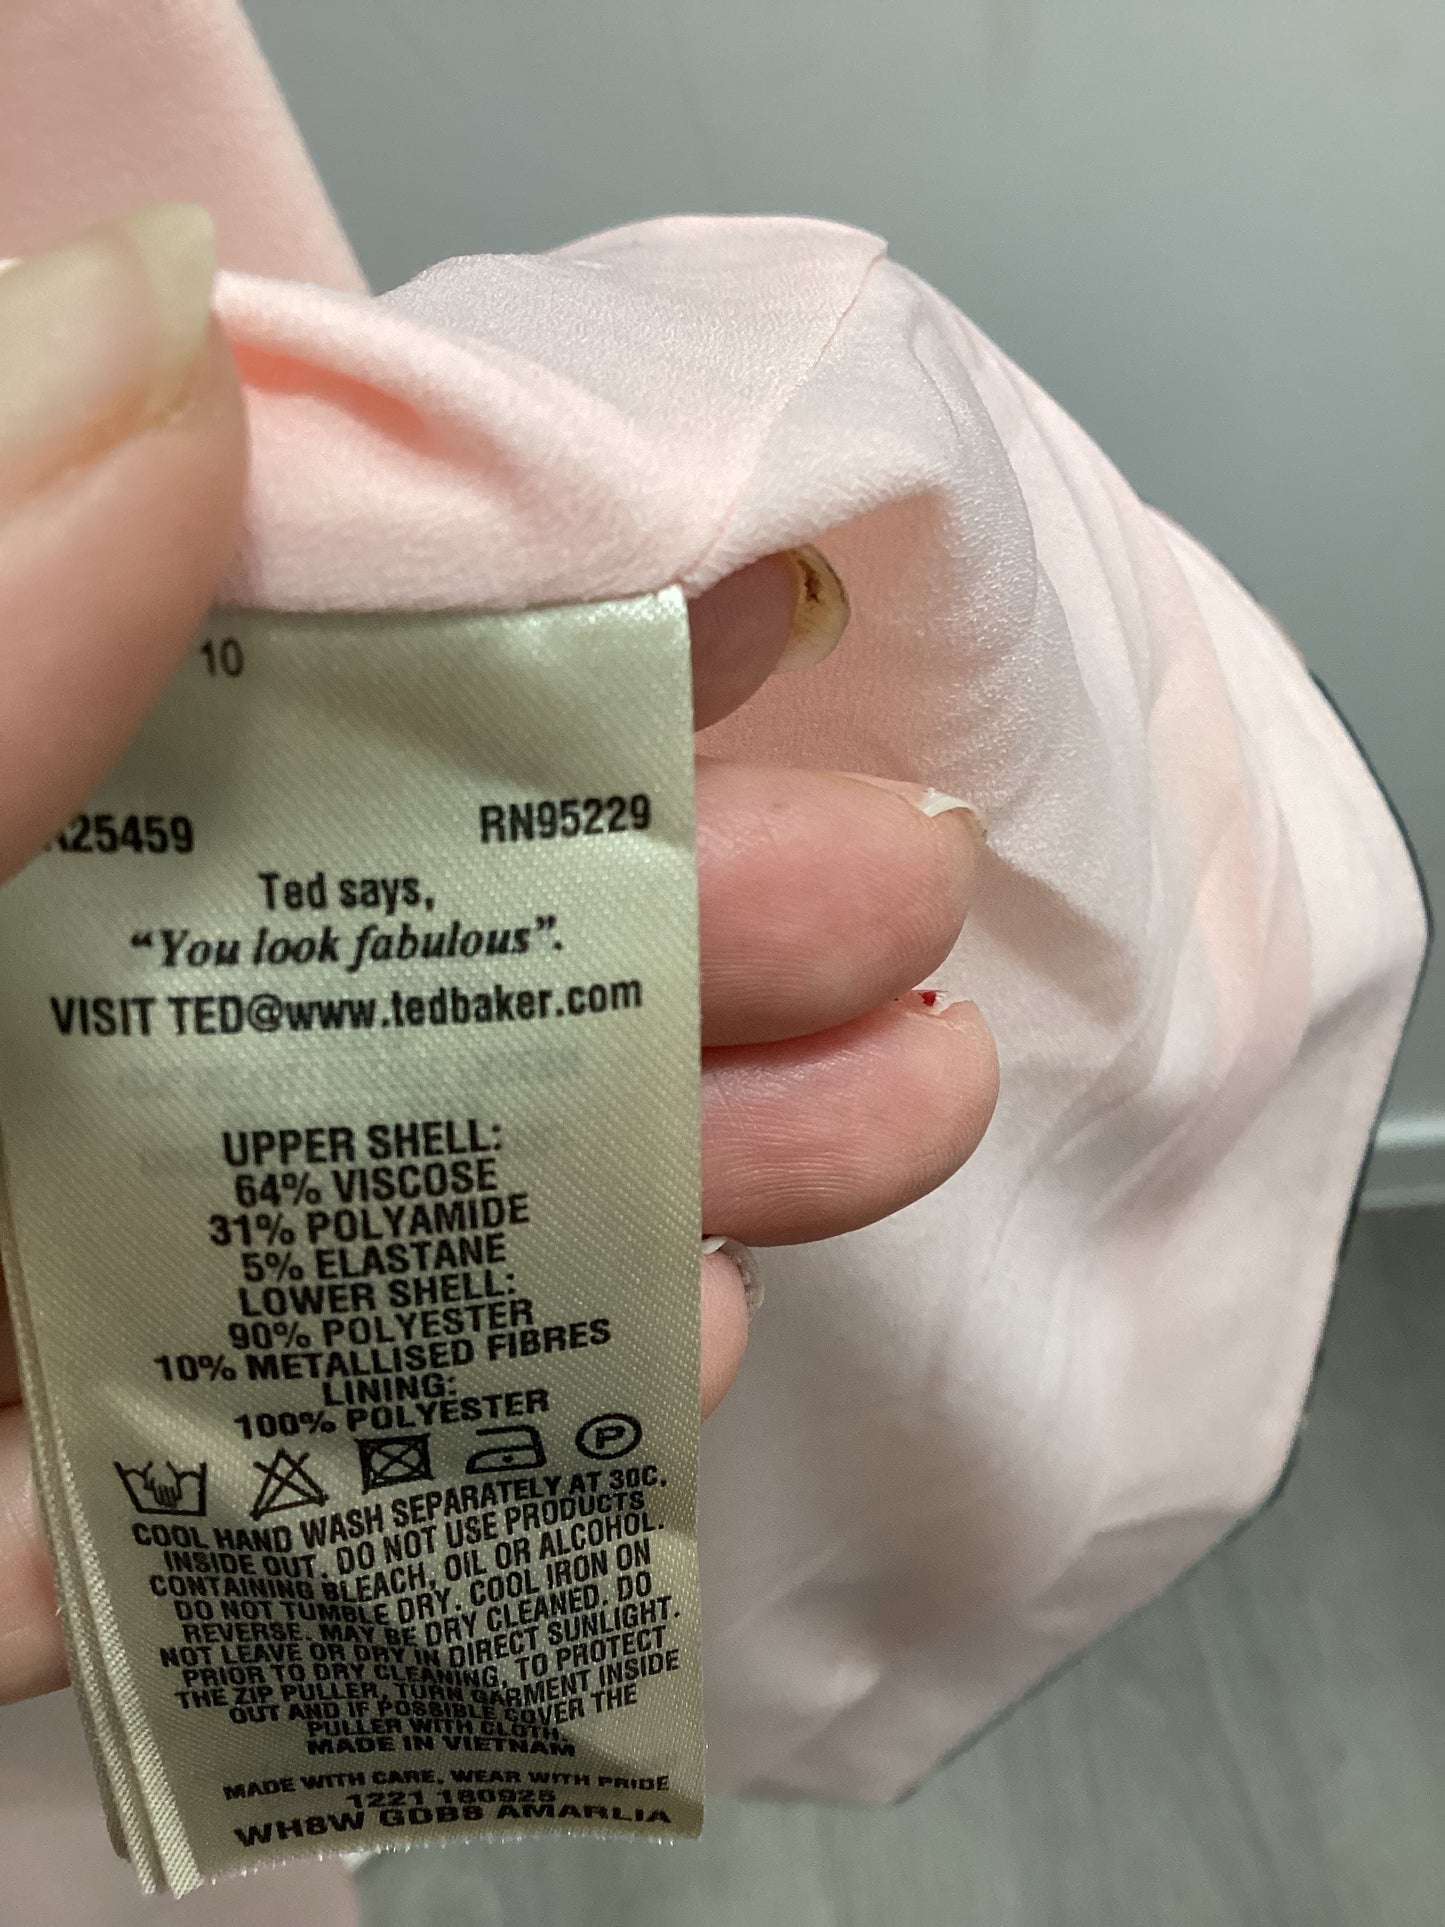 10
A25459 RN95229
Ted says,
“You look fabulous”.
VISIT TED@www.tedbaker.com
UPPER SHELL:
64% VISCOSE
31% POLYAMIDE
5% ELASTANE
LOWER SHELL:
90% POLYESTER
10% METALLISED FIBRES
LINING:
100% POLYESTER
P
COOL HAND WASH SEPARATELY AT 30C,
INSIDE OUT. DO NOT USE PRODUCTS
CONTAINING BLEACH, OIL OR ALCOHOL.
DO NOT TUMBLE DRY. COOL IRON ON
REVERSE. MAY BE DRY CLEANED. DO
NOT LEAVE OR DRY IN DIRECT SUNLIGHT.
PRIOR TO DRY CLEANING, TO PROTECT
THE ZIP PULLER, TURN GARMENT INSIDE
OUT AND IF POSSIBLE COVER THE
PULLER WITH CLOTH.
MADE IN VIETNAM
MADE WITH CARE, WEAR WITH PRIDE
1221 180925
WH8W GDB8 AMARLIA